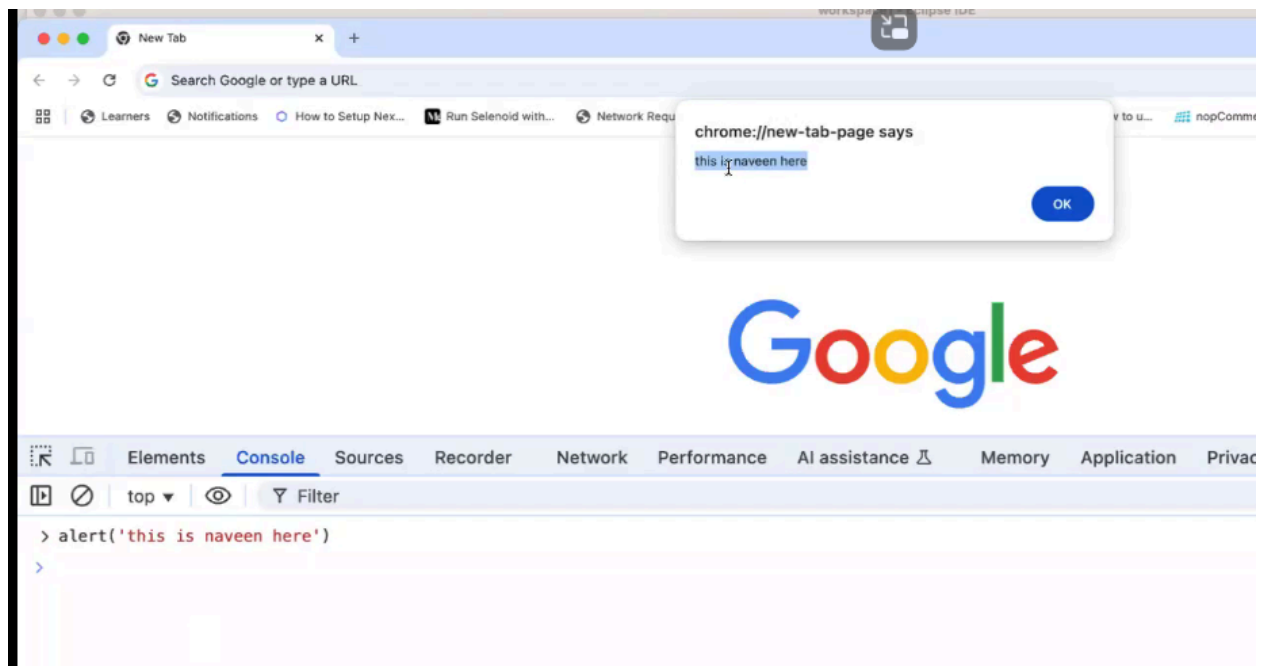 New Tab
Search Google or type a URL
Learners Notifications How to Setup Nex... Run Selenoid with... Network Requ to u... nopComme
chrome://new-tab-page says
this is naveen here
OK
Google
Elements Console Sources Recorder Network Performance AI assistance Memory Application Privac
top Filter
> alert('this is naveen here')
>